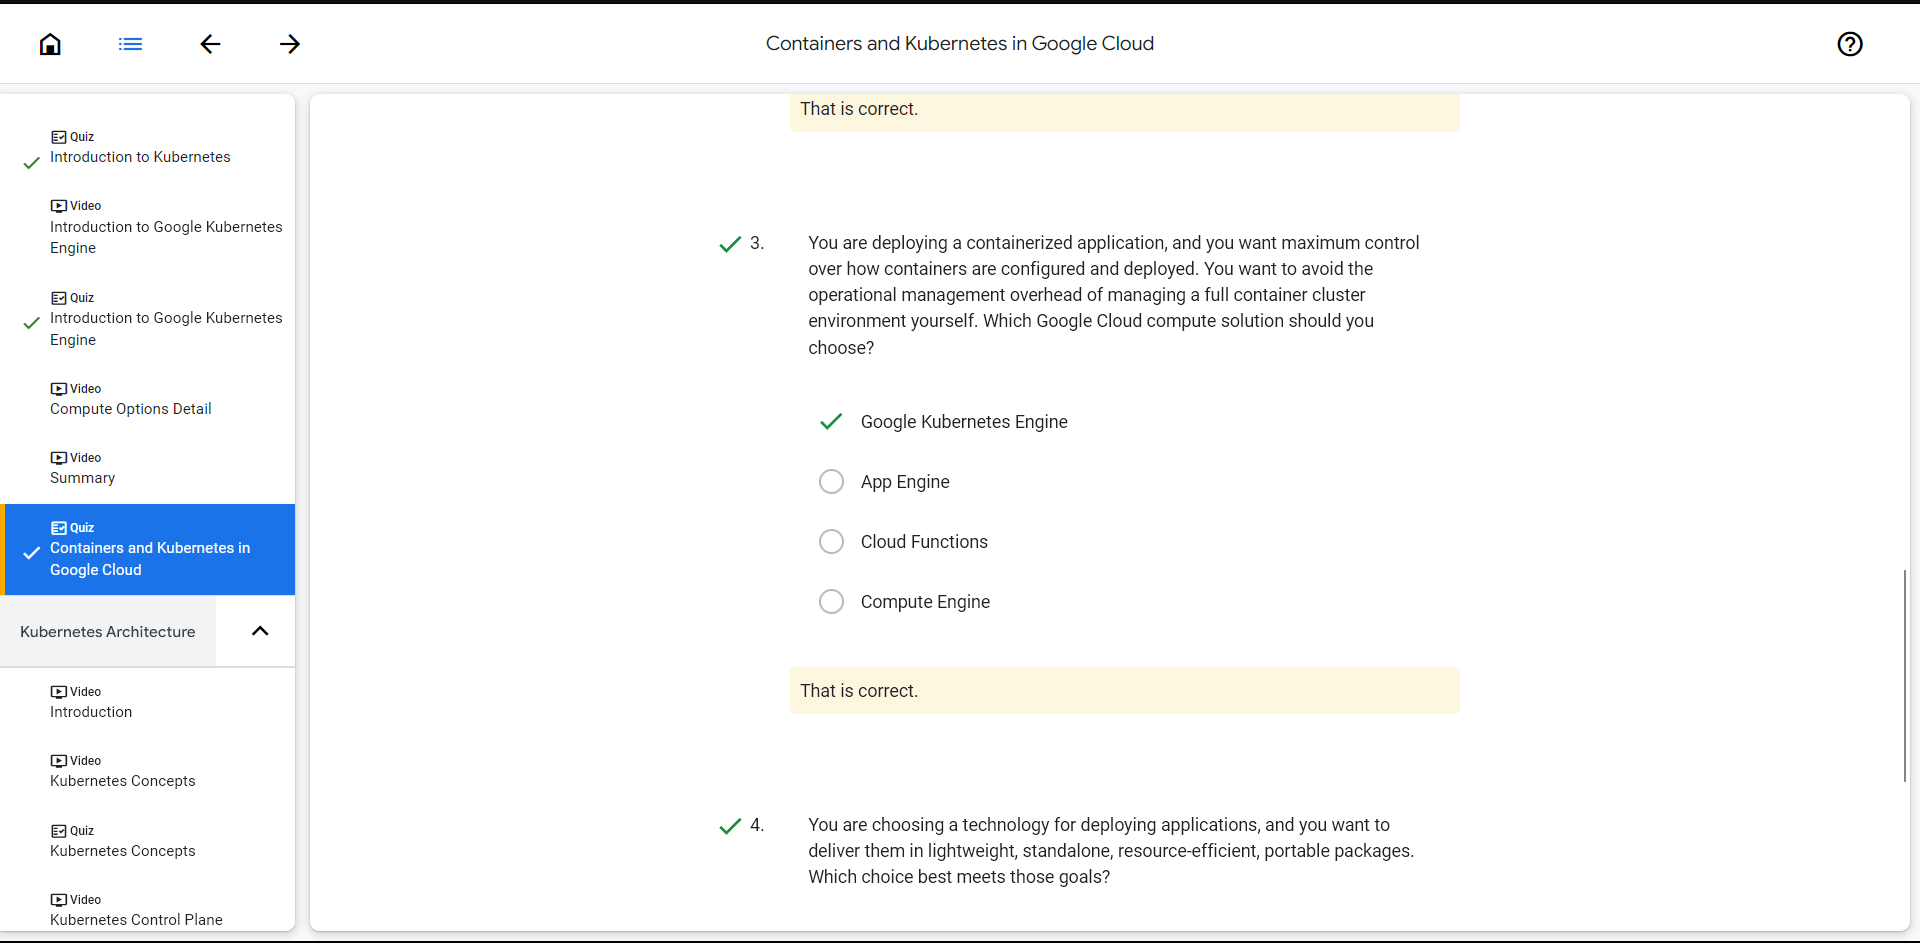 Containers and Kubernetes in Google Cloud
Quiz
Introduction to Kubernetes
Video
Introduction to Google Kubernetes
Engine
Quiz
Introduction to Google Kubernetes
Engine
Video
Compute Options Detail
Video
Summary
Quiz
Containers and Kubernetes in
Google Cloud
Kubernetes Architecture
Video
Introduction
Video
Kubernetes Concepts
Quiz
Kubernetes Concepts
Video
Kubernetes Control Plane
That is correct.
3. You are deploying a containerized application, and you want maximum control
over how containers are configured and deployed. You want to avoid the
operational management overhead of managing a full container cluster
environment yourself. Which Google Cloud compute solution should you
choose?
Google Kubernetes Engine
App Engine
Cloud Functions
Compute Engine
That is correct.
4. You are choosing a technology for deploying applications, and you want to
deliver them in lightweight, standalone, resource-efficient, portable packages.
Which choice best meets those goals?